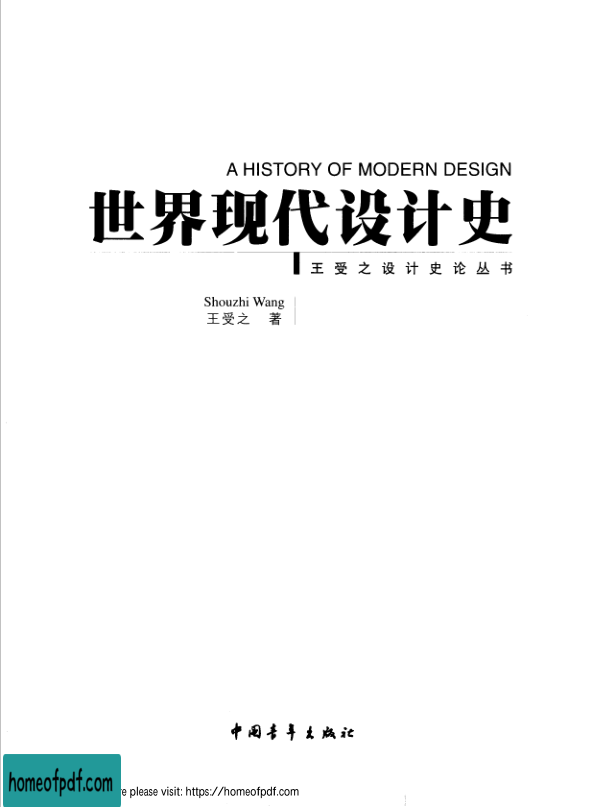 A HISTORY OF MODERN DESIGN
世界现代设计史
王受之设计史论丛书
Shouzhi Wang
王受之 著
中国青年出版社
homeofpdf.com
please visit: https://homeofpdf.com